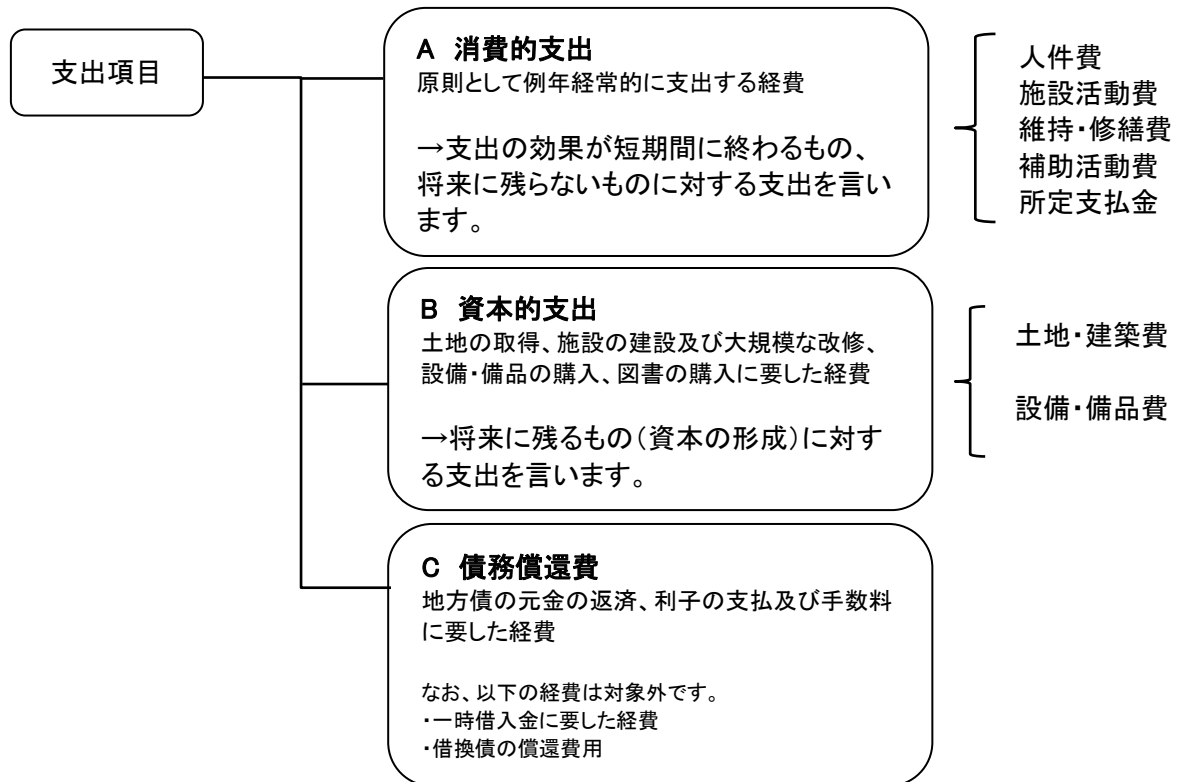 支出項目
A 消費的支出
原則として例年経常的に支出する経費
→支出の効果が短期間に終わるもの、
将来に残らないものに対する支出を言い
ます。
人件費
施設活動費
維持・修繕費
補助活動費
所定支払金
B 資本的支出
土地の取得、施設の建設及び大規模な改修、
設備・備品の購入、図書の購入に要した経費
→将来に残るもの（資本の形成）に対す
る支出を言います。
土地・建築費
設備・備品費
C 債務償還費
地方債の元金の返済、利子の支払及び手数料
に要した経費
なお、以下の経費は対象外です。
・一時借入金に要した経費
・借換債の償還費用